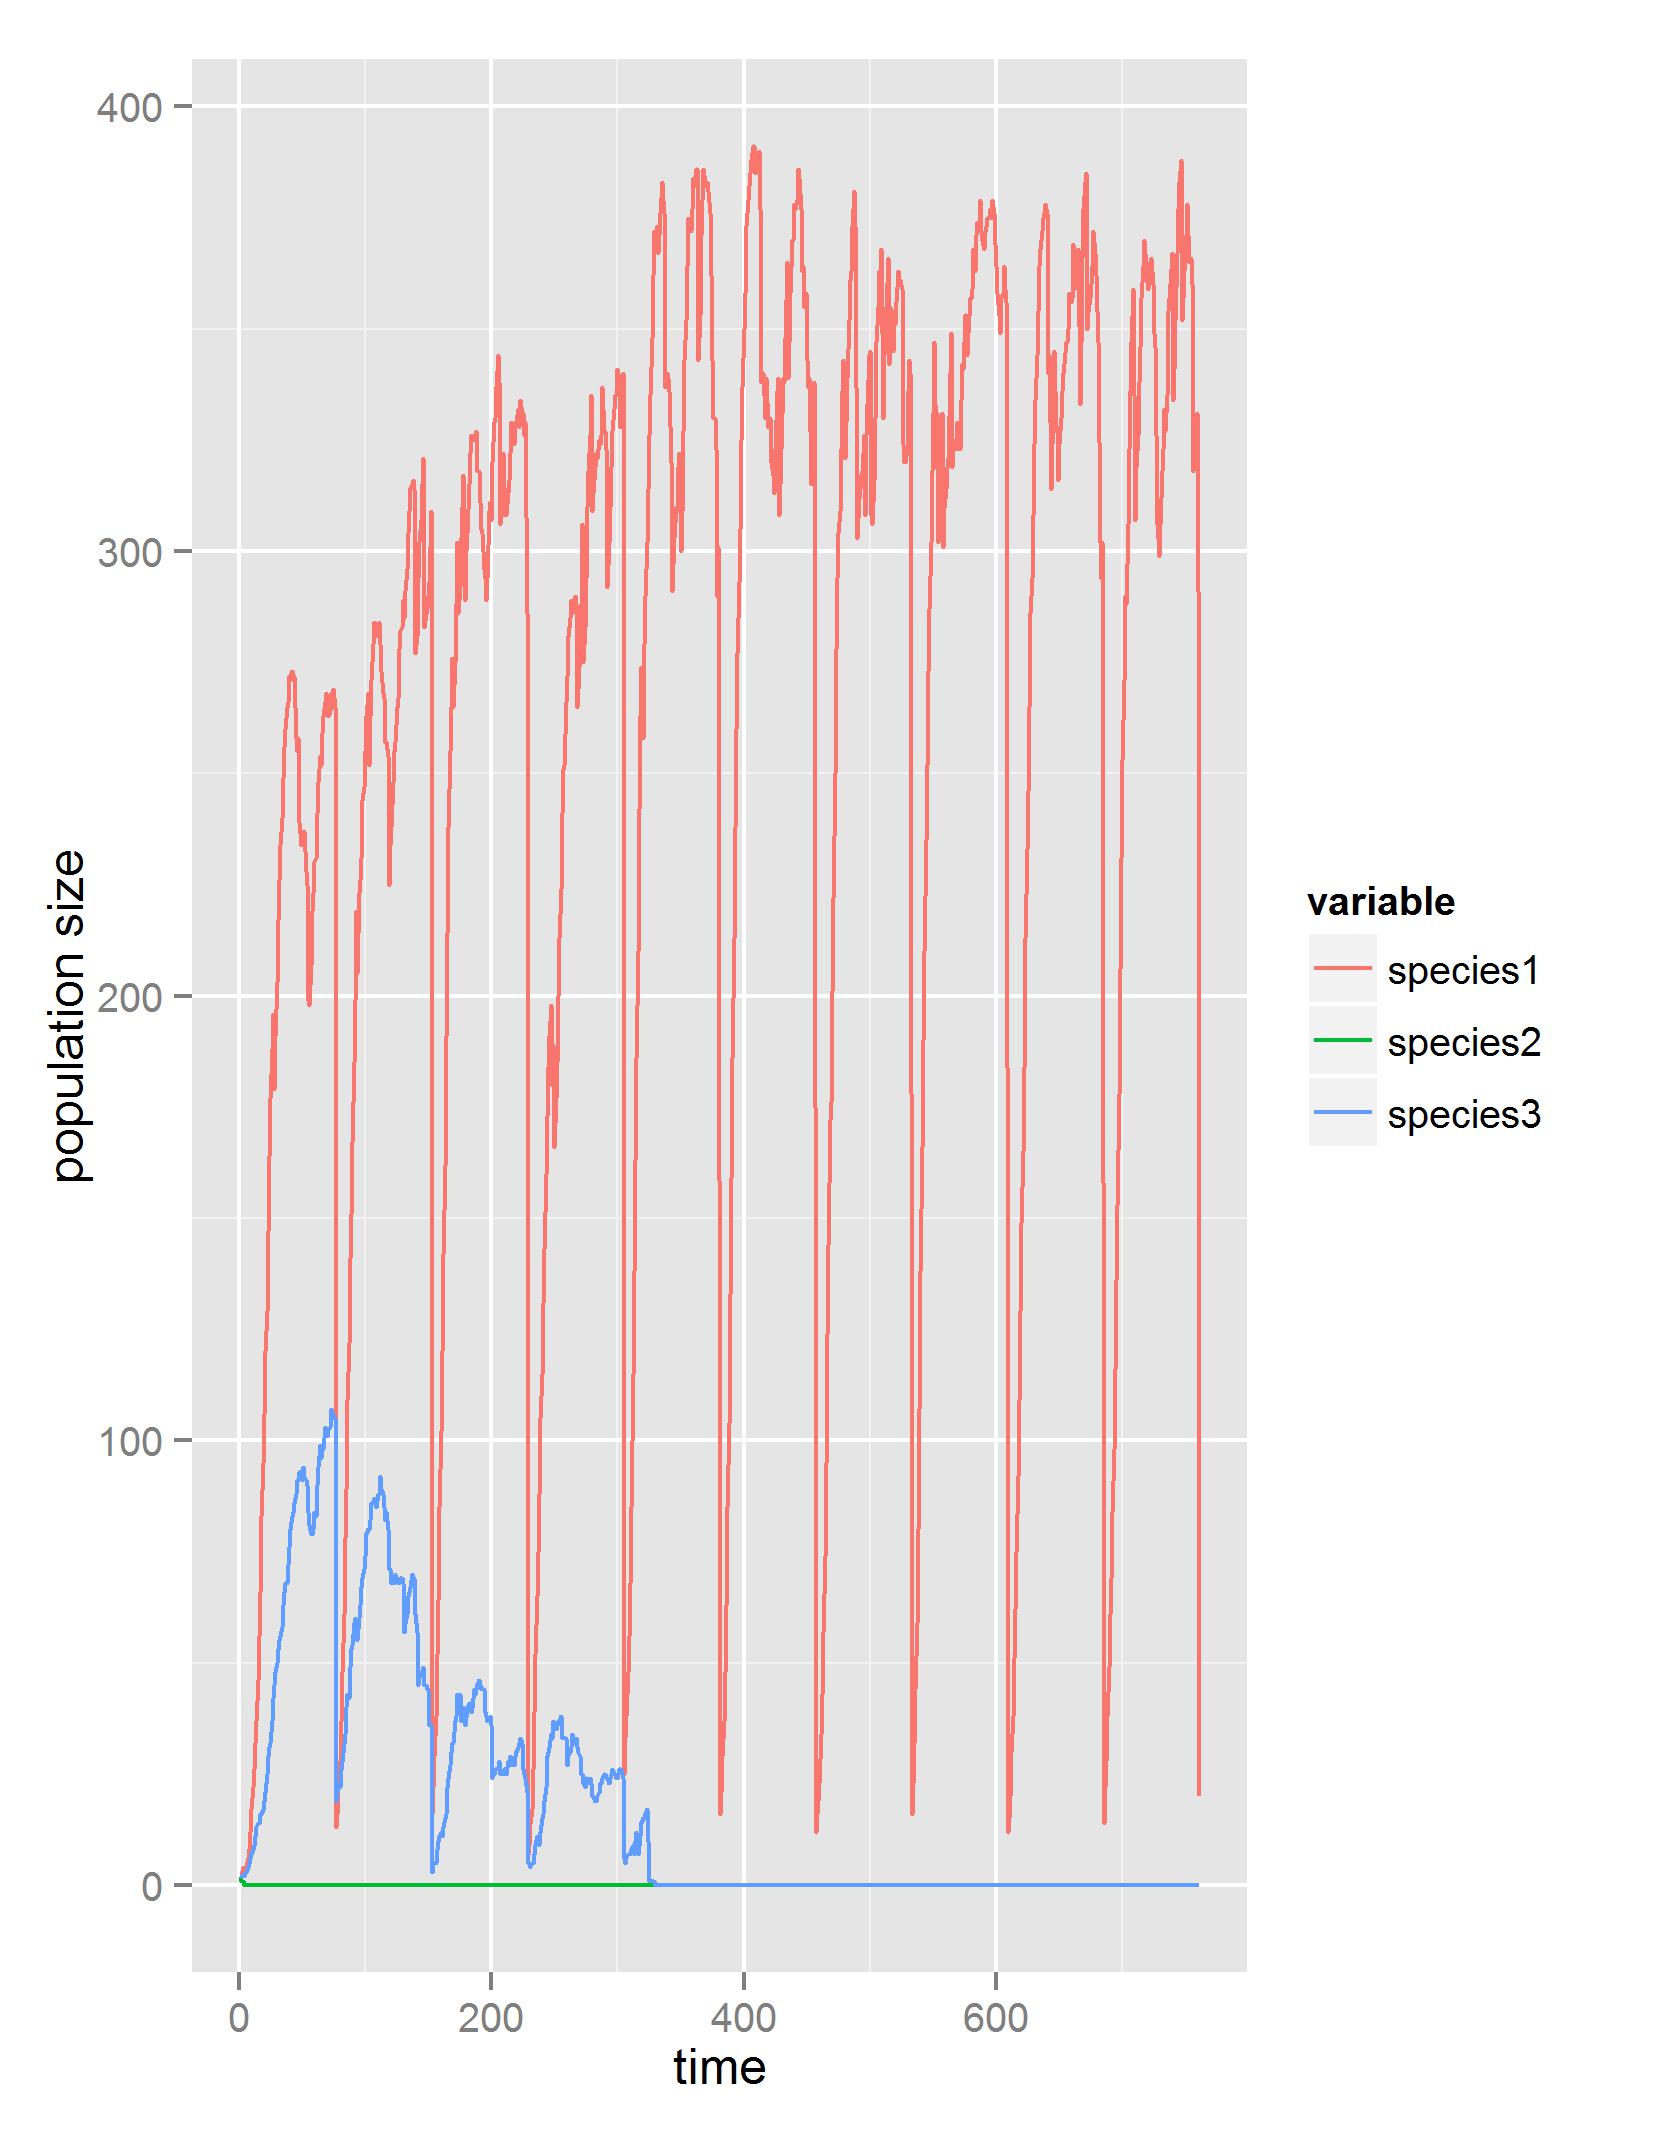 400
300
200
100
0
population size
0 200 400 600
time
variable
species1
species2
species3